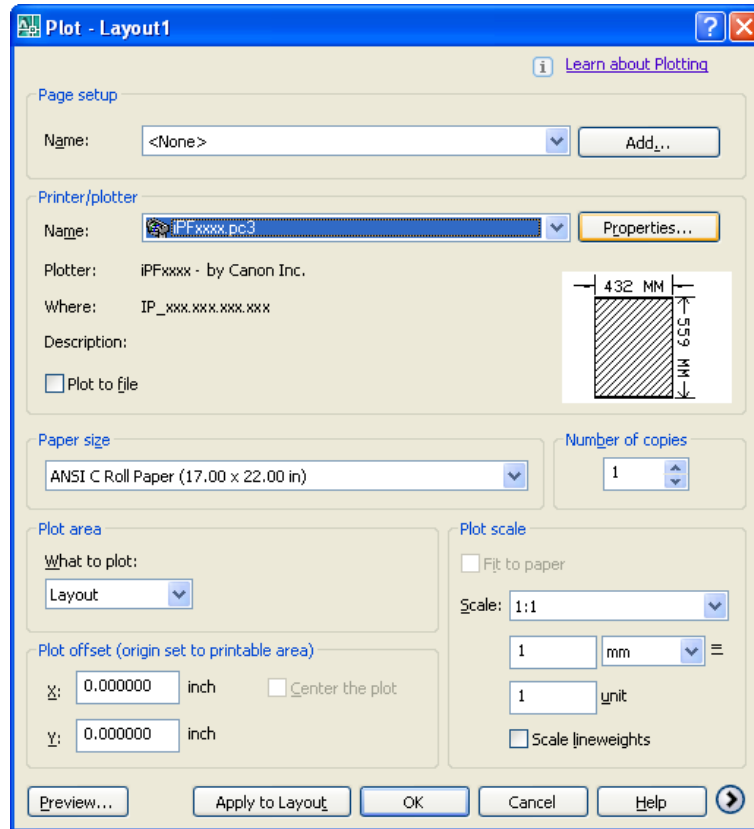 Plot - Layout1
Learn about Plotting
Page setup
Name: <None> Add...
Printer/plotter
Name: iPFxxxx.pc3 Properties...
Plotter: iPFxxxx - by Canon Inc.
432 MM
Where: IP_xxx.xxx.xxx.xxx
559 MM
Description:
Plot to file
Paper size
Number of copies
ANSI C Roll Paper (17.00 x 22.00 in)
1
Plot area
What to plot:
Layout
Plot scale
Fit to paper
Scale: 1:1
1 mm =
1 unit
Scale lineweights
Plot offset (origin set to printable area)
X: 0.000000 inch Center the plot
Y: 0.000000 inch
Preview... Apply to Layout OK Cancel Help